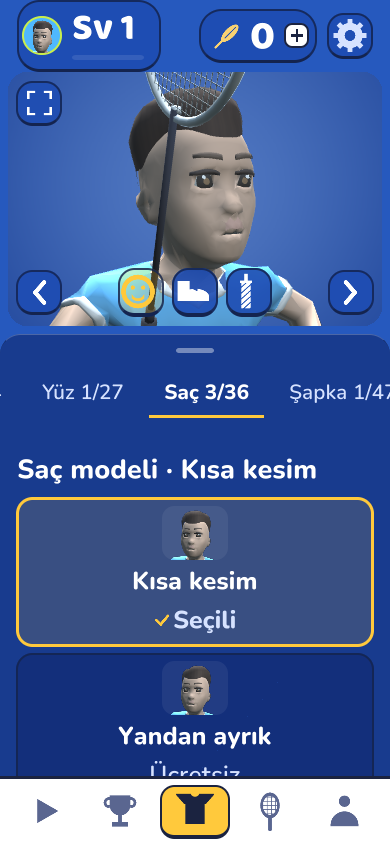 Sv 1
0
Yüz 1/27
Saç 3/36
Şapka 1/47
Saç modeli · Kısa kesim
Kısa kesim
Seçili
Yandan ayrık
Ücretsiz